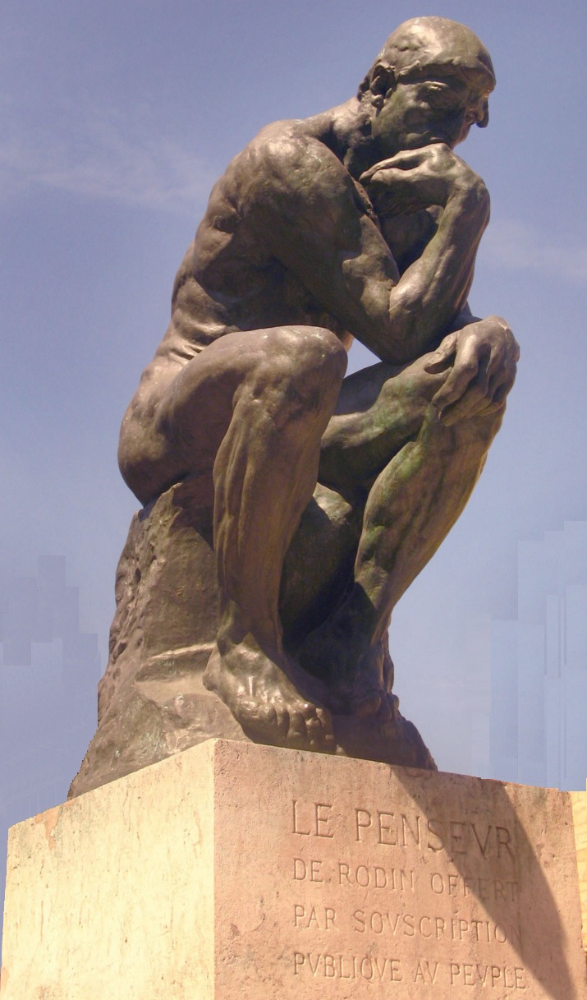 LE PENSEVR
DE RODIN OFFERT
PAR SOVSCRIPTION
PVBLIQVE AV PEVPLE